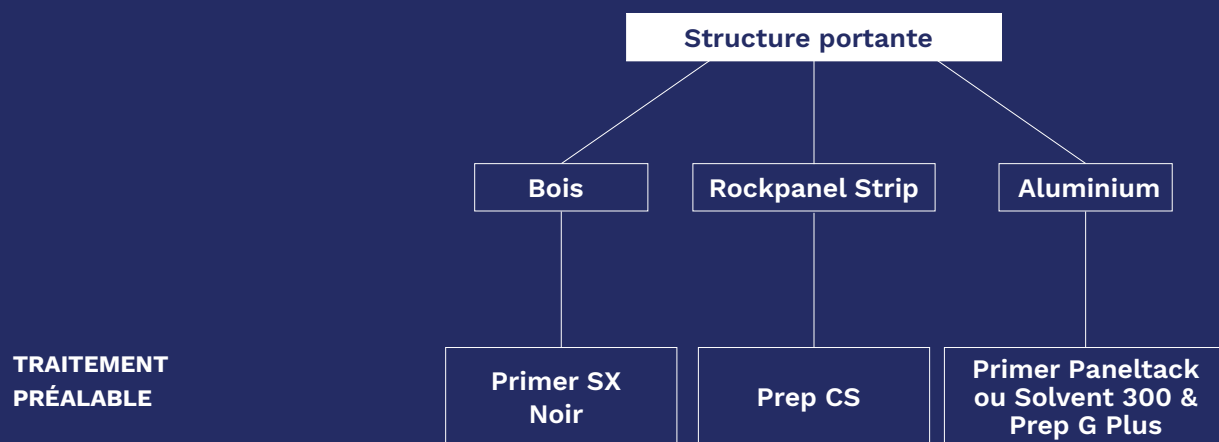 Structure portante
Bois
Rockpanel Strip
Aluminium
TRAITEMENT
PRÉALABLE
Primer SX
Noir
Prep CS
Primer Paneltack
ou Solvent 300 &
Prep G Plus